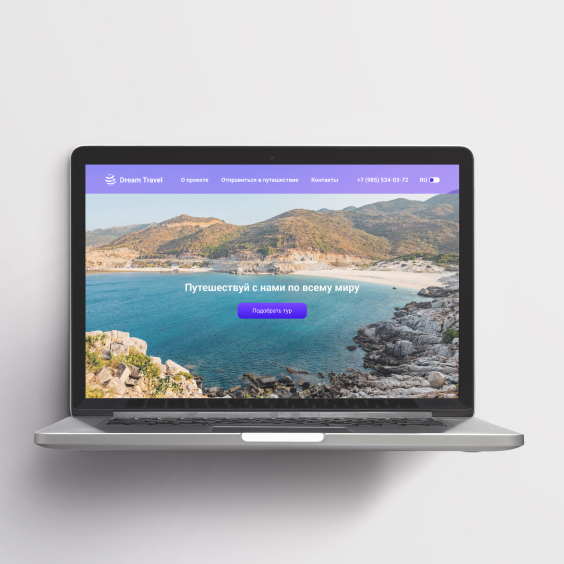 Dream Travel
О проекте
Отправиться в путешествие
Контакты
+7 (985) 534-03-72
RU
Путешествуй с нами по всему миру
Подобрать тур